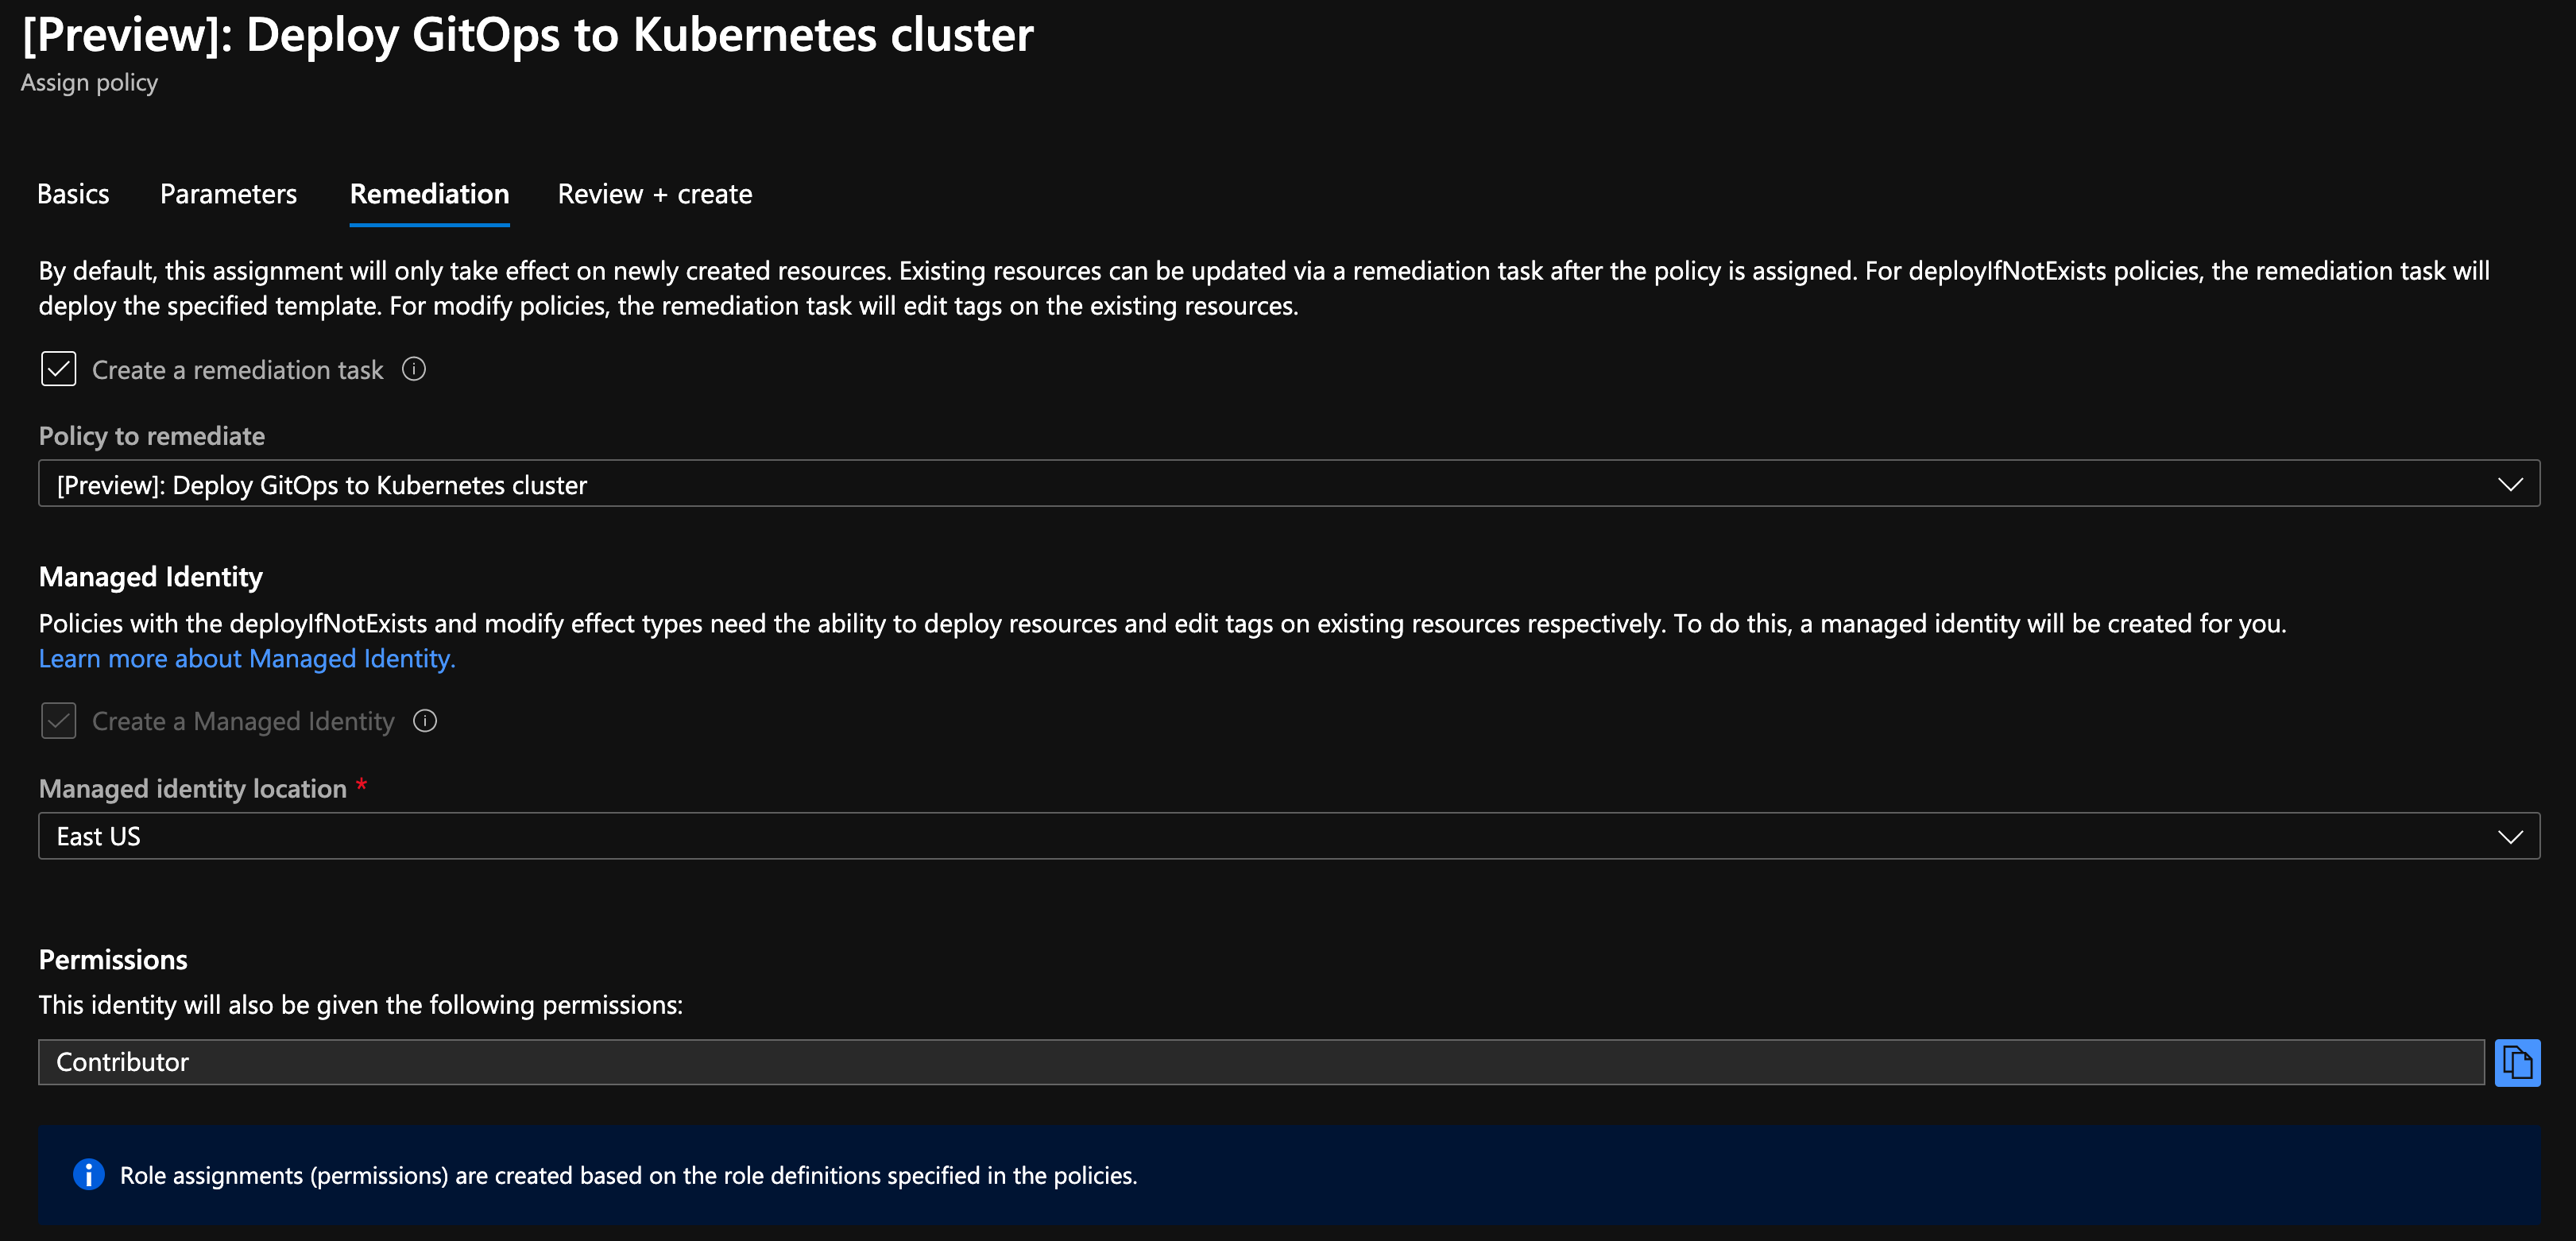 [Preview]: Deploy GitOps to Kubernetes cluster
Assign policy
Basics Parameters Remediation Review + create
By default, this assignment will only take effect on newly created resources. Existing resources can be updated via a remediation task after the policy is assigned. For deployIfNotExists policies, the remediation task will
deploy the specified template. For modify policies, the remediation task will edit tags on the existing resources.
Create a remediation task
Policy to remediate
[Preview]: Deploy GitOps to Kubernetes cluster
Managed Identity
Policies with the deployIfNotExists and modify effect types need the ability to deploy resources and edit tags on existing resources respectively. To do this, a managed identity will be created for you.
Learn more about Managed Identity.
Create a Managed Identity
Managed identity location *
East US
Permissions
This identity will also be given the following permissions:
Contributor
Role assignments (permissions) are created based on the role definitions specified in the policies.